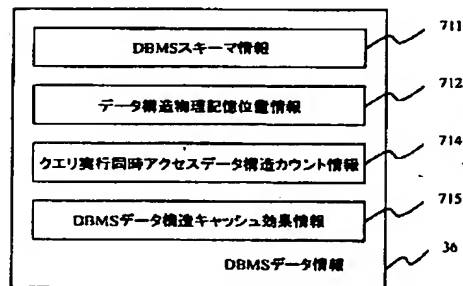 DBMSスキーマ情報
711
データ構造物理記憶位置情報
712
クエリ実行同時アクセスデータ構造カウント情報
714
DBMSデータ構造キャッシュ効果情報
715
DBMSデータ情報
36